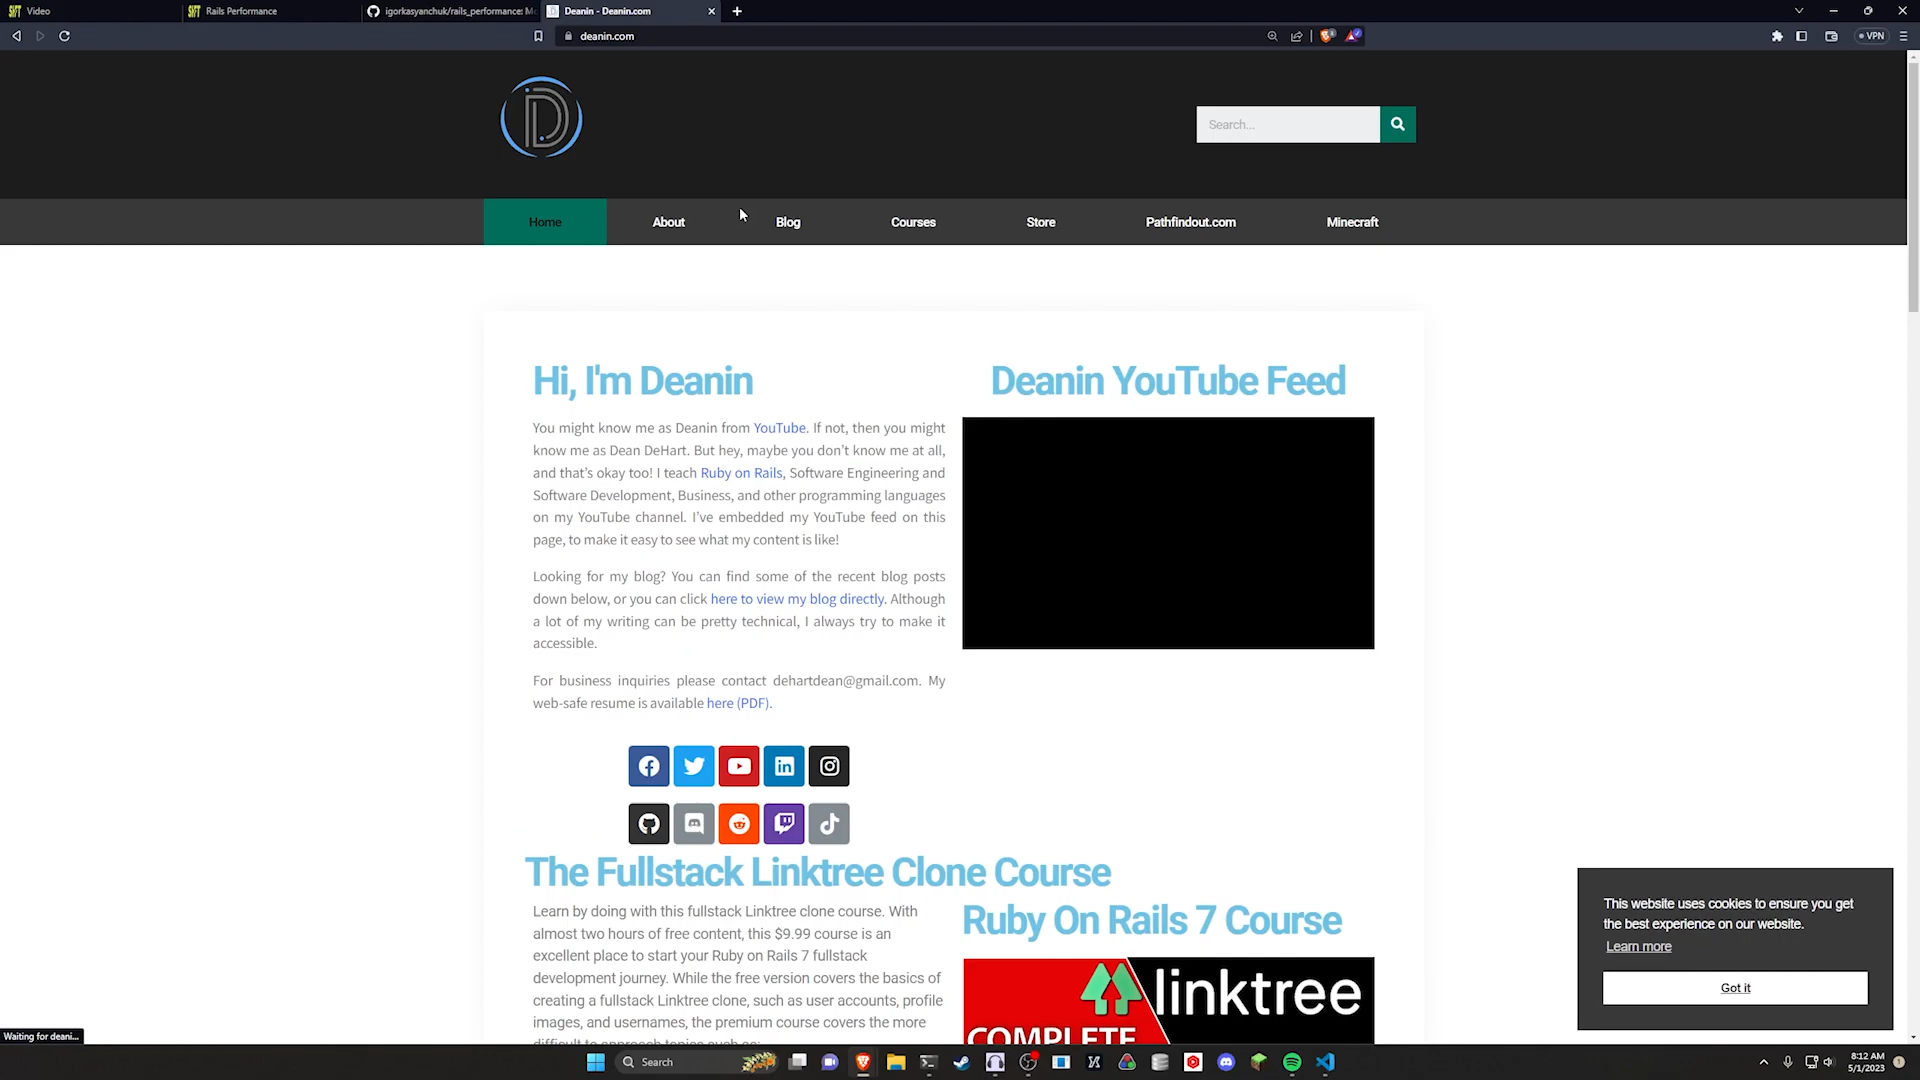 Video
Rails Performance
igorkasyanchuk/rails_performance: Mo
Deanin - Deanin.com
deanin.com
VPN
Search...
Home
About
Blog
Courses
Store
Pathfindout.com
Minecraft
Hi, I'm Deanin
You might know me as Deanin from YouTube. If not, then you might
know me as Dean DeHart. But hey, maybe you don't know me at all,
and that's okay too! I teach Ruby on Rails, Software Engineering and
Software Development, Business, and other programming languages
on my YouTube channel. I've embedded my YouTube feed on this
page, to make it easy to see what my content is like!
Looking for my blog? You can find some of the recent blog posts
down below, or you can click here to view my blog directly. Although
a lot of my writing can be pretty technical, I always try to make it
accessible.
For business inquiries please contact dehartdean@gmail.com. My
web-safe resume is available here (PDF).
Deanin YouTube Feed
The Fullstack Linktree Clone Course
Learn by doing with this fullstack Linktree clone course. With
almost two hours of free content, this $9.99 course is an
excellent place to start your Ruby on Rails 7 fullstack
development journey. While the free version covers the basics of
creating a fullstack Linktree clone, such as user accounts, profile
images, and usernames, the premium course covers the more
difficult to approach topics such as:
Ruby On Rails 7 Course
linktree
COMPLETE
This website uses cookies to ensure you get
the best experience on our website.
Learn more
Got it
Waiting for deani...
Search
8:12 AM
5/1/2023